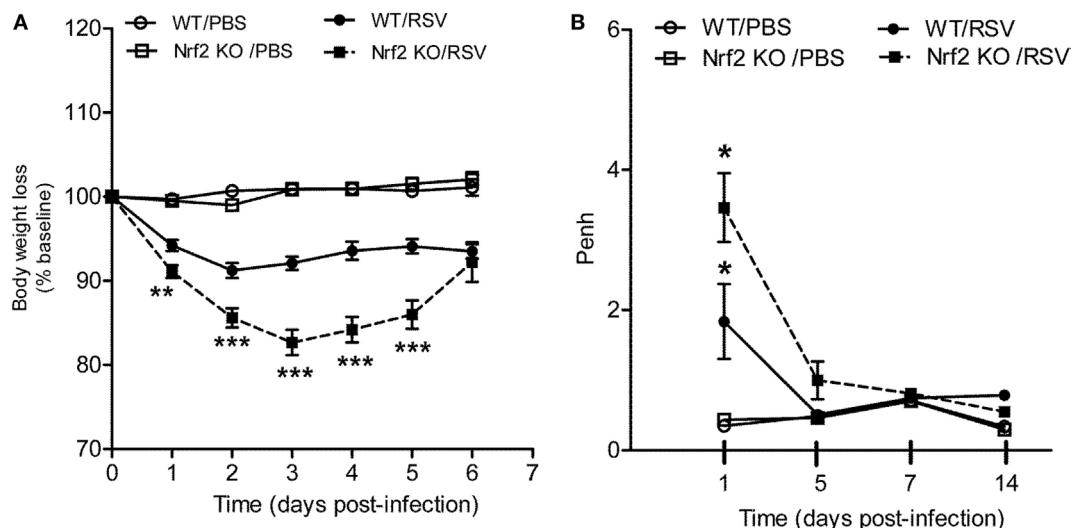 A
WT/PBS
WT/RSV
Nrf2 KO /PBS
Nrf2 KO/RSV
120
110
100
90
80
70
Body weight loss
(% baseline)
**
***
***
***
***
0
1
2
3
4
5
6
7
Time (days post-infection)
B
WT/PBS
WT/RSV
Nrf2 KO /PBS
Nrf2 KO /RSV
6
4
2
0
Penh
*
*
1
5
7
14
Time (days post-infection)